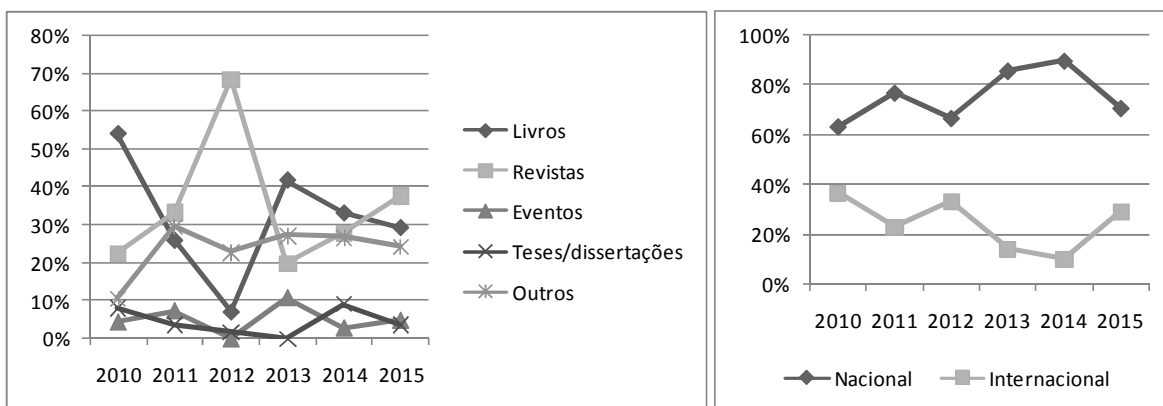 80%
70%
60%
50%
40%
30%
20%
10%
0%
2010 2011 2012 2013 2014 2015
Livros
Revistas
Eventos
Teses/dissertações
Outros
100%
80%
60%
40%
20%
0%
2010 2011 2012 2013 2014 2015
Nacional Internacional